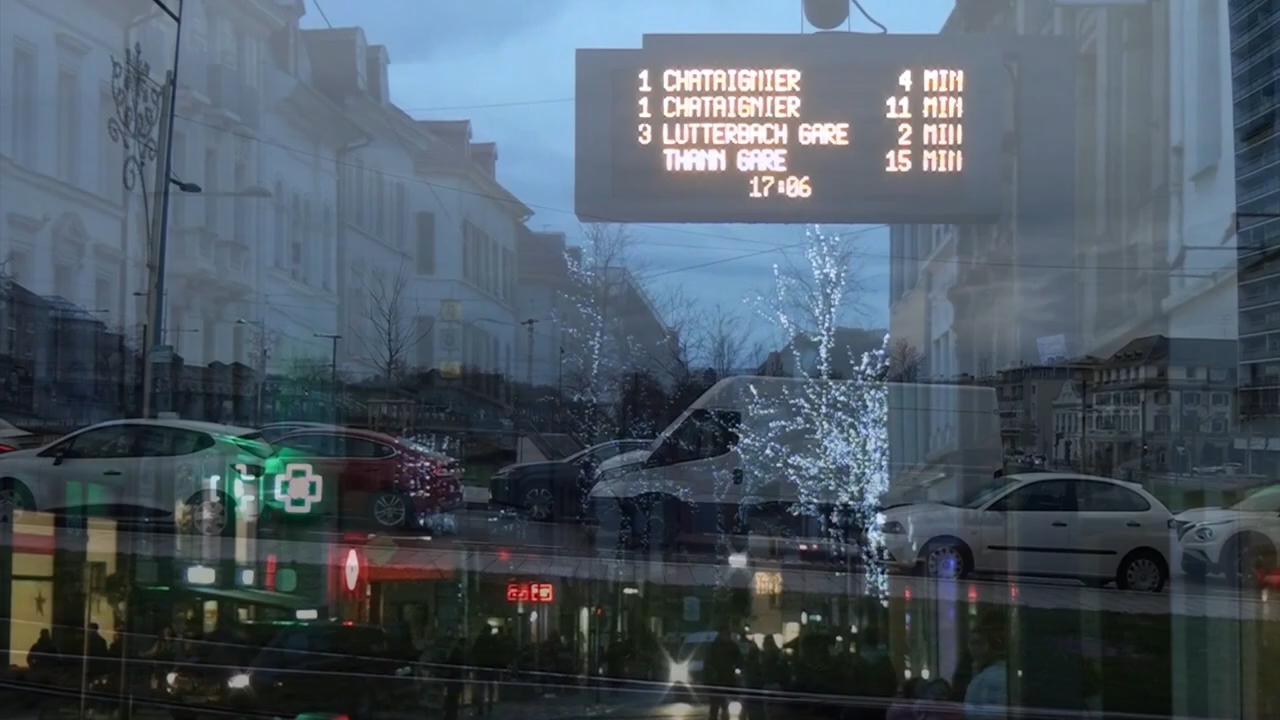 1 CHATAIGNIER 4 MIN
1 CHATAIGNIER 11 MIN
3 LUTTERBACH GARE 2 MIN
THANN GARE 15 MIN
17:06